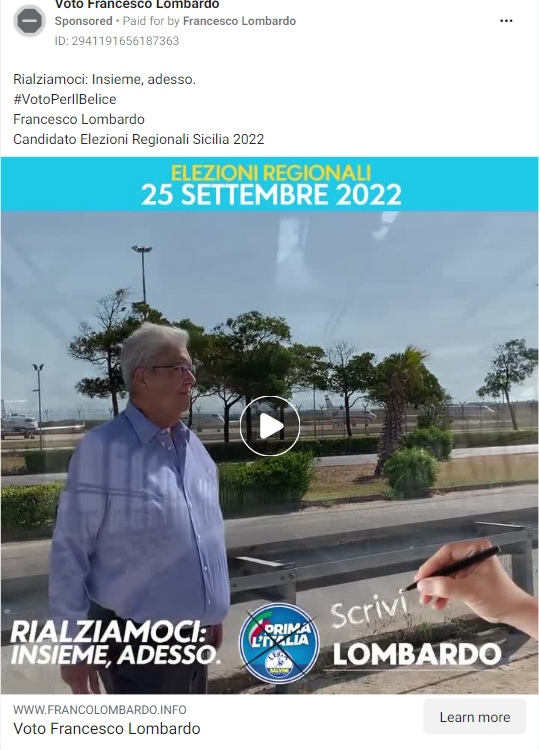 Voto Francesco Lombardo
Sponsored • Paid for by Francesco Lombardo
ID: 2941191656187363
Rialziamoci: Insieme, adesso.
#VotoPerIlBelice
Francesco Lombardo
Candidato Elezioni Regionali Sicilia 2022
ELEZIONI REGIONALI
25 SETTEMBRE 2022
RIALZIAMOCI:
INSIEME, ADESSO.
PRIMA
L'ITALIA
LEGA
SALVINI
Scrivi
LOMBARDO
WWW.FRANCOLOMBARDO.INFO
Voto Francesco Lombardo
Learn more